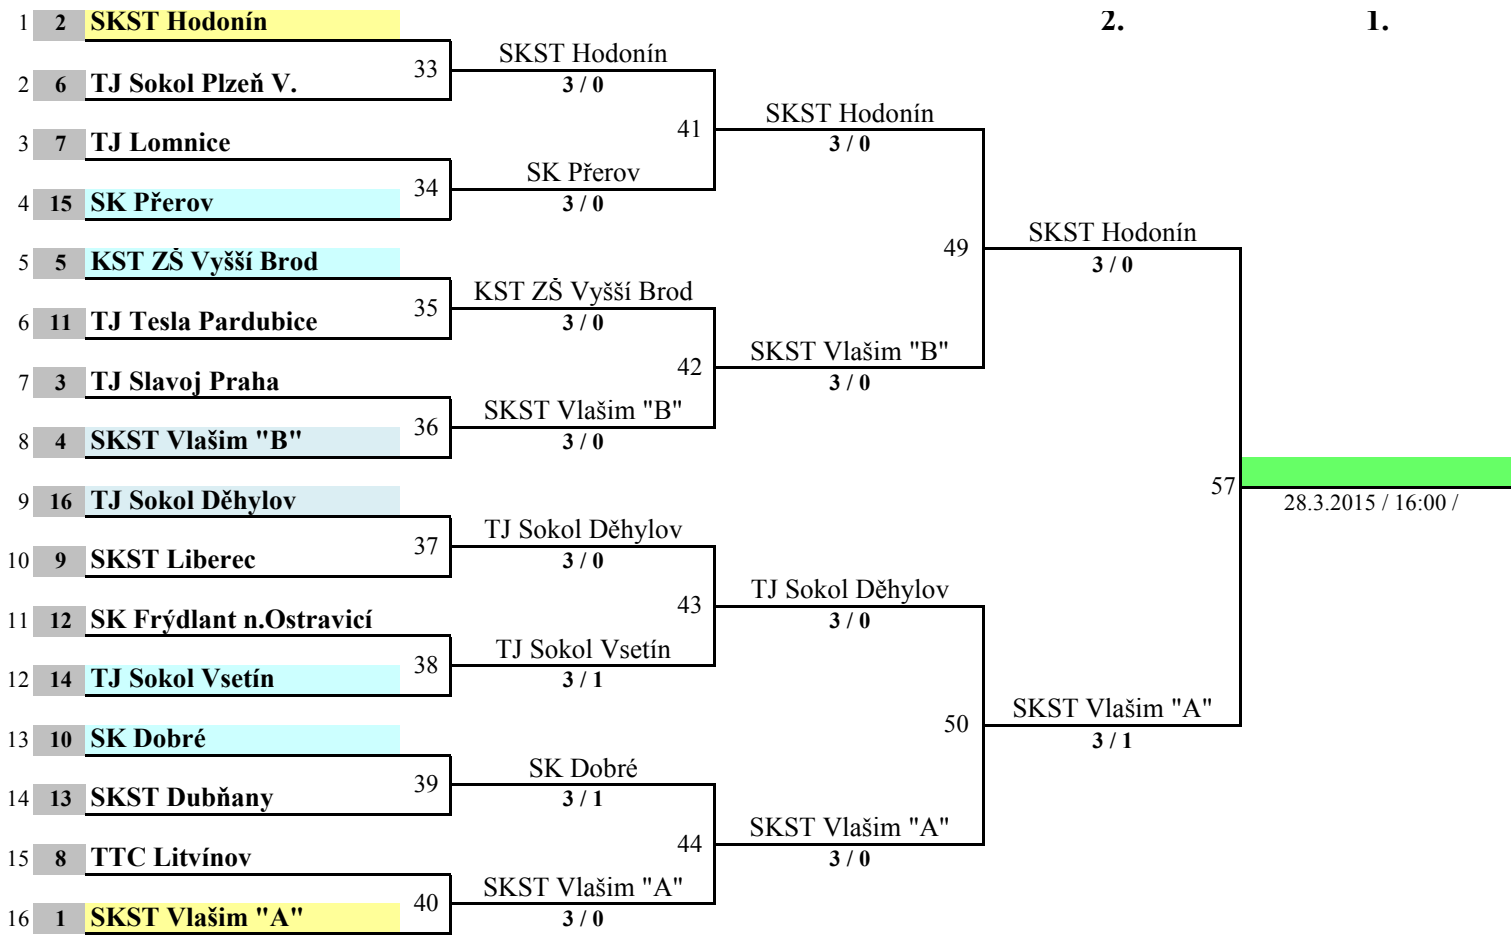 2. 1.
1 2 SKST Hodonín
33
SKST Hodonín
3 / 0
2 6 TJ Sokol Plzeň V.
41
SKST Hodonín
3 / 0
3 7 TJ Lomnice
34
SK Přerov
3 / 0
4 15 SK Přerov
49
SKST Hodonín
3 / 0
5 5 KST ZŠ Vyšší Brod
35
KST ZŠ Vyšší Brod
3 / 0
6 11 TJ Tesla Pardubice
42
SKST Vlašim "B"
3 / 0
7 3 TJ Slavoj Praha
36
SKST Vlašim "B"
3 / 0
8 4 SKST Vlašim "B"
57
28.3.2015 / 16:00 /
9 16 TJ Sokol Děhylov
37
TJ Sokol Děhylov
3 / 0
10 9 SKST Liberec
43
TJ Sokol Děhylov
3 / 0
11 12 SK Frýdlant n.Ostravicí
38
TJ Sokol Vsetín
3 / 1
12 14 TJ Sokol Vsetín
50
SKST Vlašim "A"
3 / 1
13 10 SK Dobré
39
SK Dobré
3 / 1
14 13 SKST Dubňany
44
SKST Vlašim "A"
3 / 0
15 8 TTC Litvínov
40
SKST Vlašim "A"
3 / 0
16 1 SKST Vlašim "A"